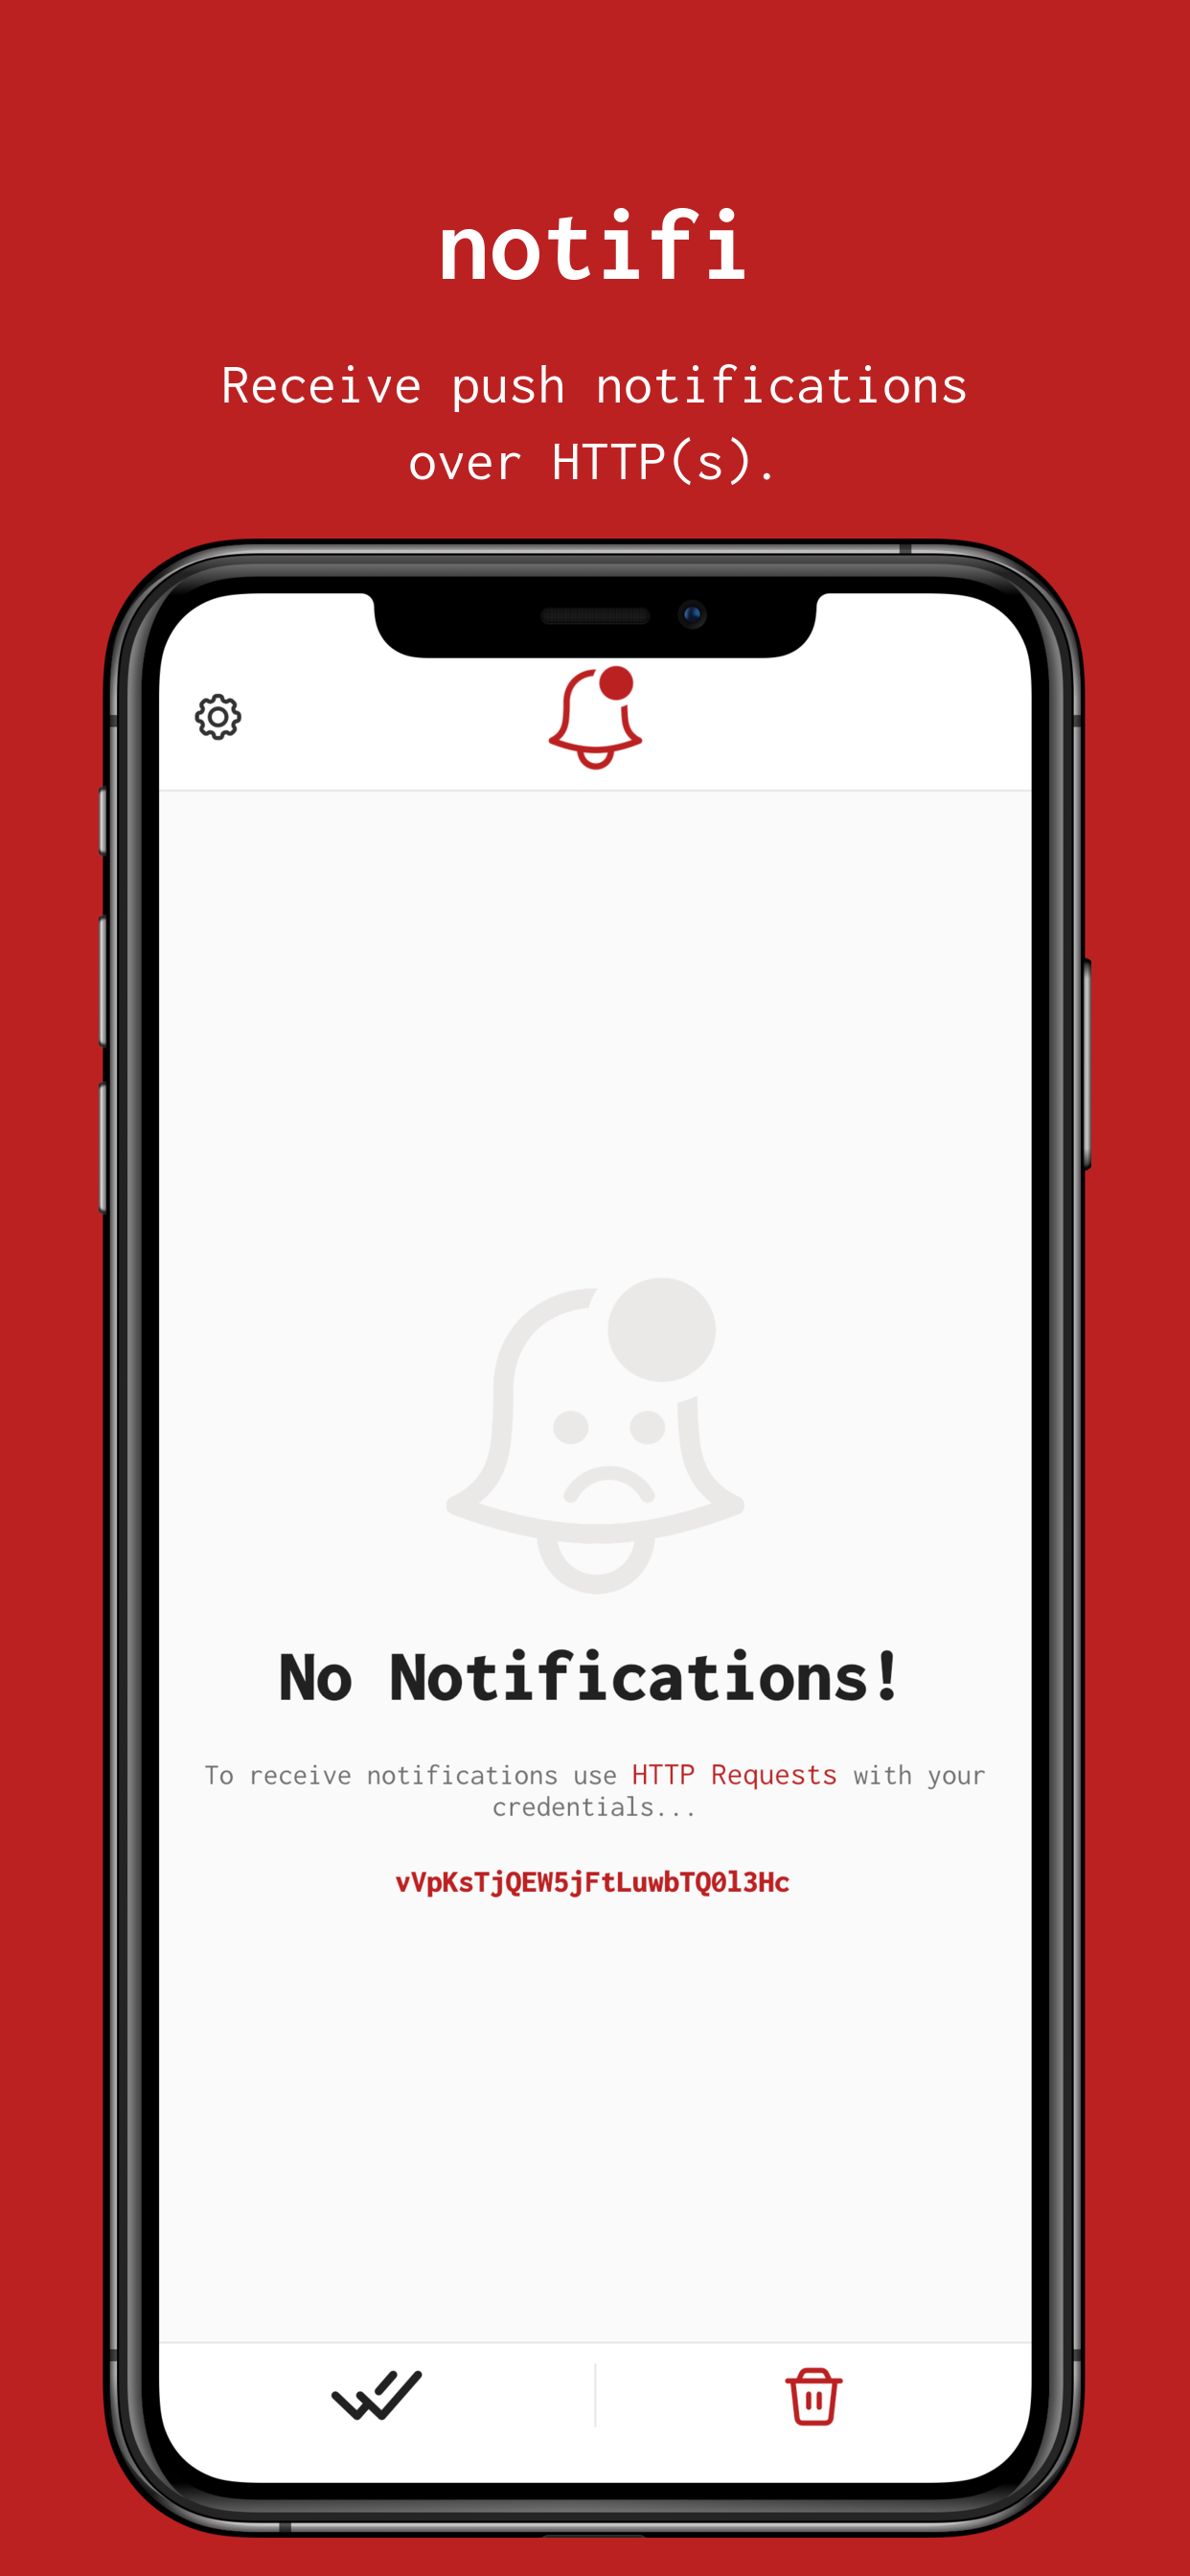 notifi
Receive push notifications
over HTTP(s).
No Notifications!
To receive notifications use HTTP Requests with your
credentials...
vVpKsTjQEW5jFtLuwbTQ0l3Hc